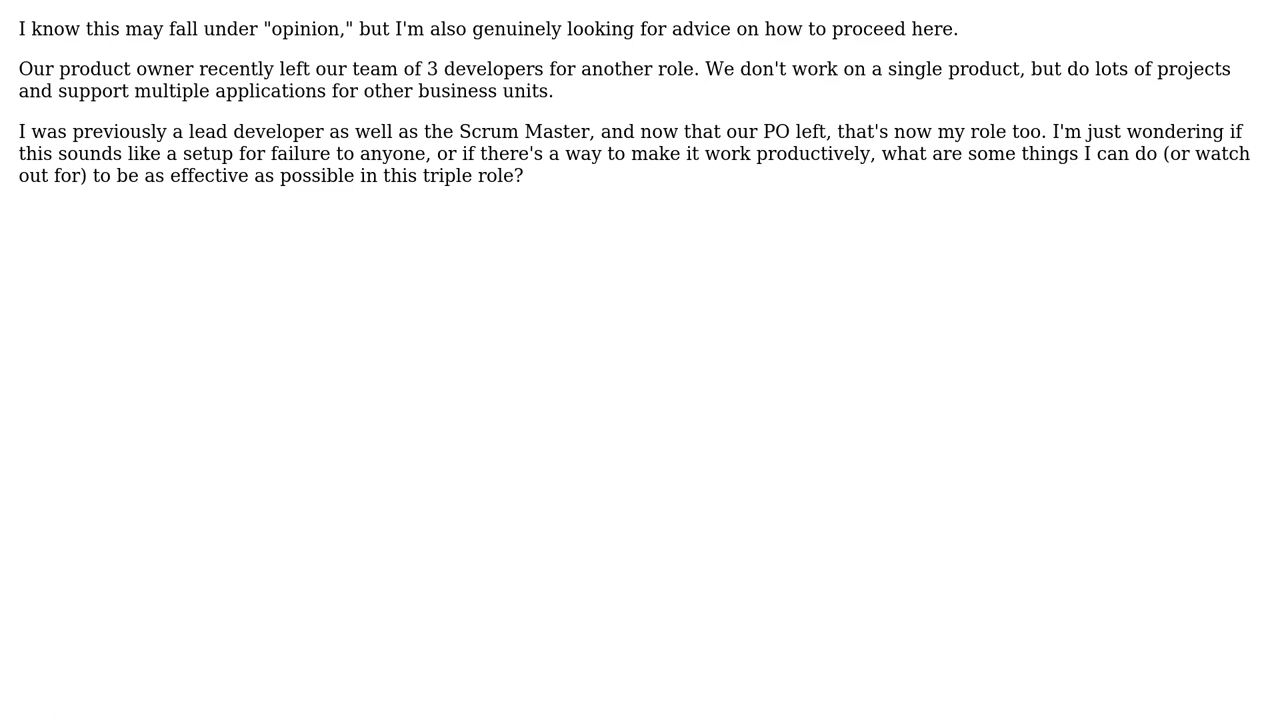 I know this may fall under "opinion," but I'm also genuinely looking for advice on how to proceed here.
Our product owner recently left our team of 3 developers for another role. We don't work on a single product, but do lots of projects
and support multiple applications for other business units.
I was previously a lead developer as well as the Scrum Master, and now that our PO left, that's now my role too. I'm just wondering if
this sounds like a setup for failure to anyone, or if there's a way to make it work productively, what are some things I can do (or watch
out for) to be as effective as possible in this triple role?